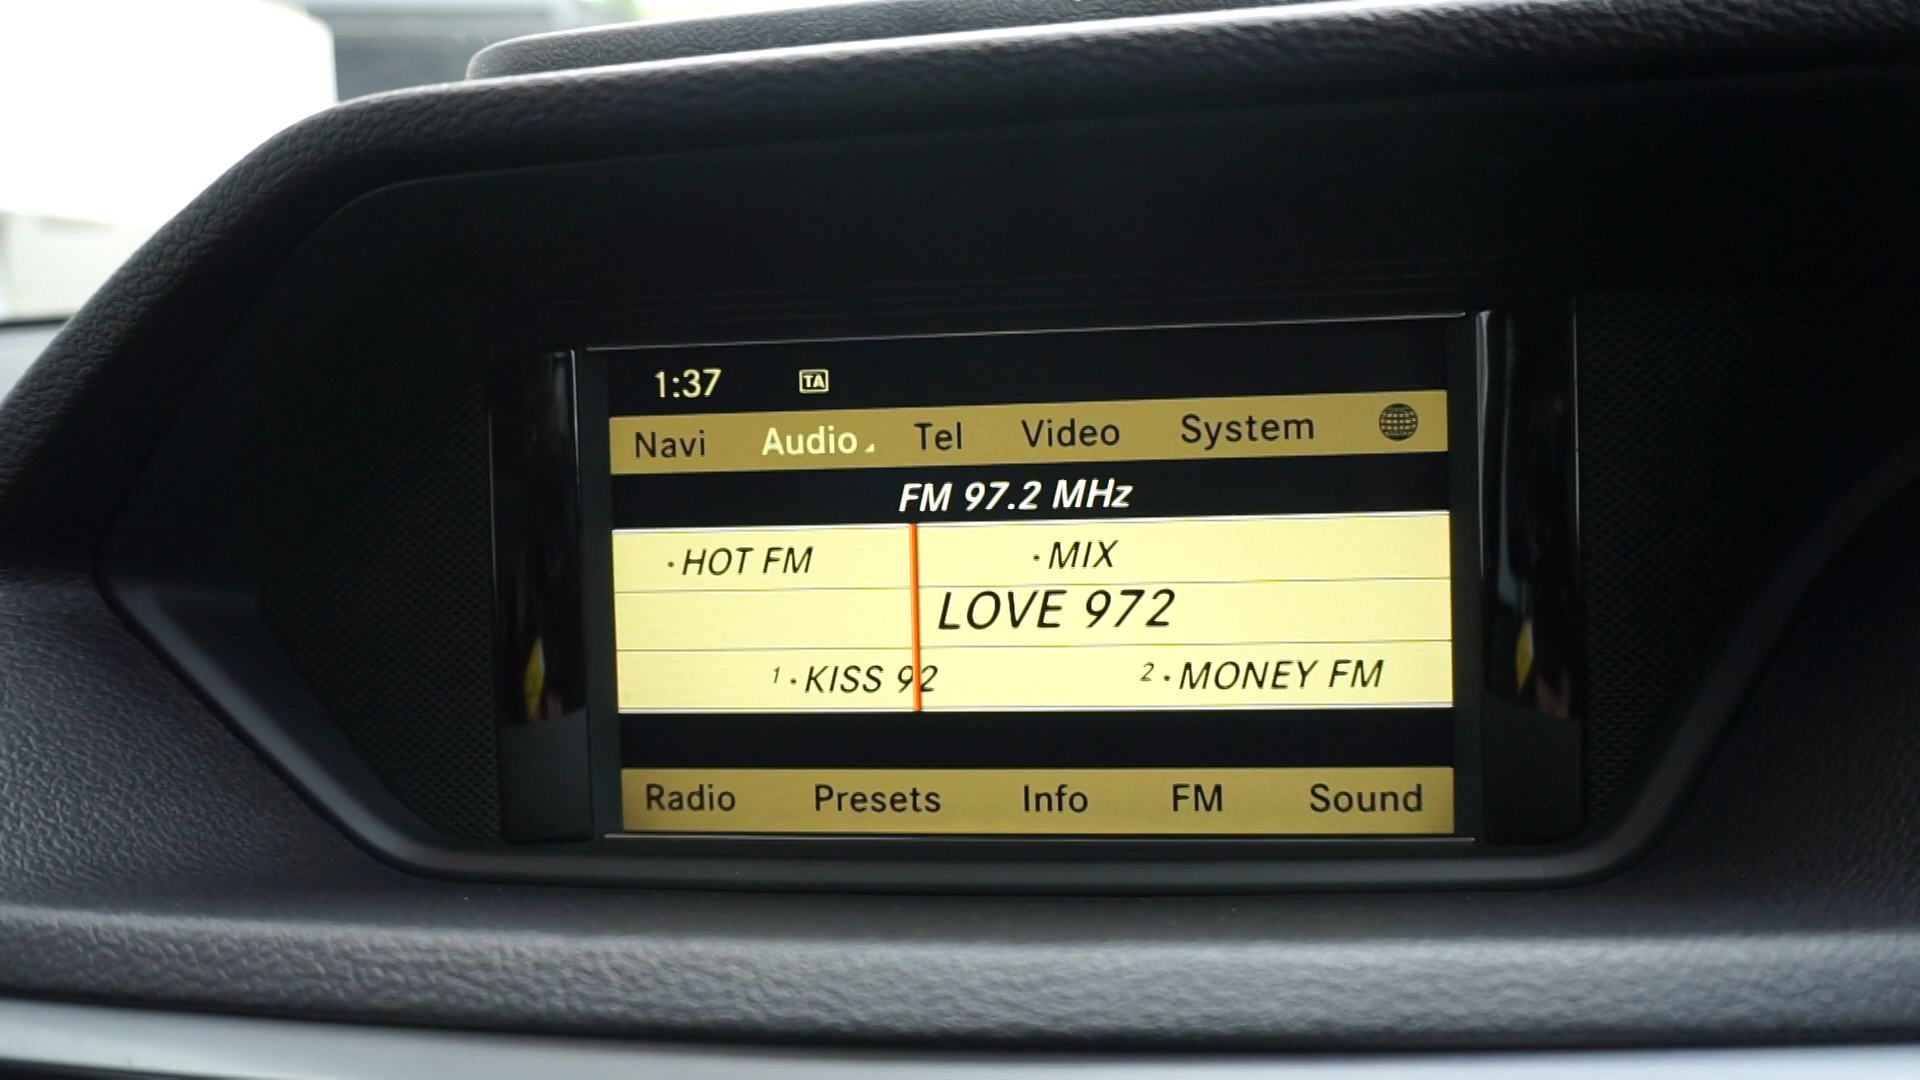 1:37 TA
Navi Audio Tel Video System
FM 97.2 MHz
·HOT FM ·MIX
LOVE 972
1·KISS 92 2·MONEY FM
Radio Presets Info FM Sound